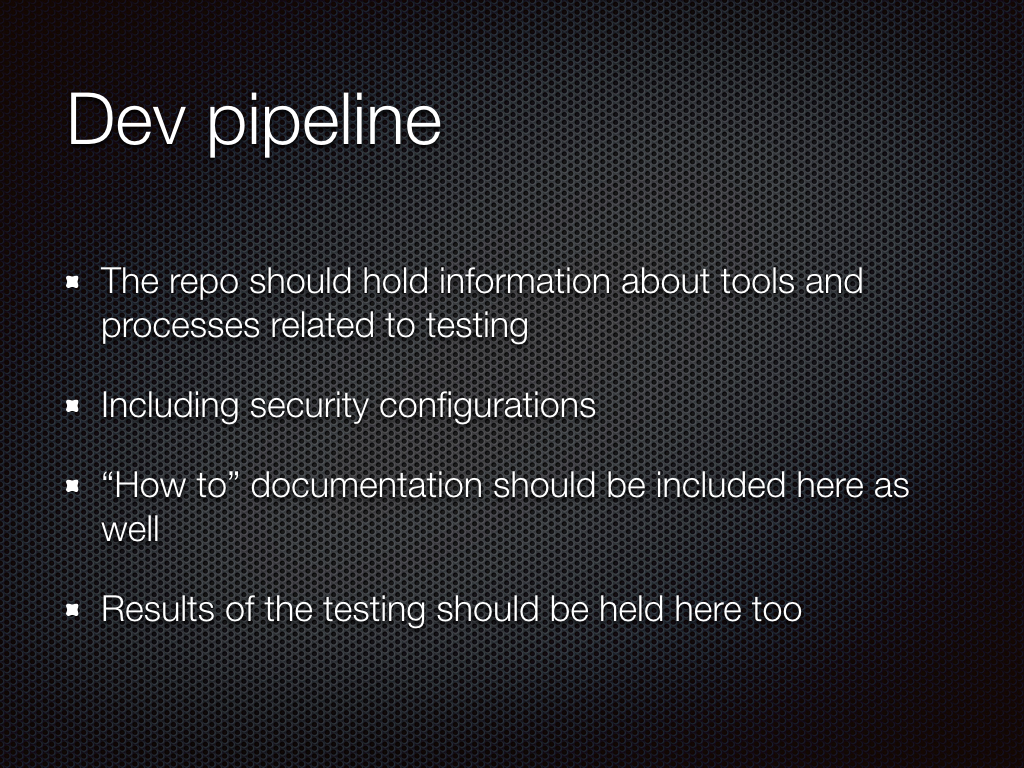 Dev pipeline
The repo should hold information about tools and
processes related to testing
Including security configurations
“How to” documentation should be included here as
well
Results of the testing should be held here too